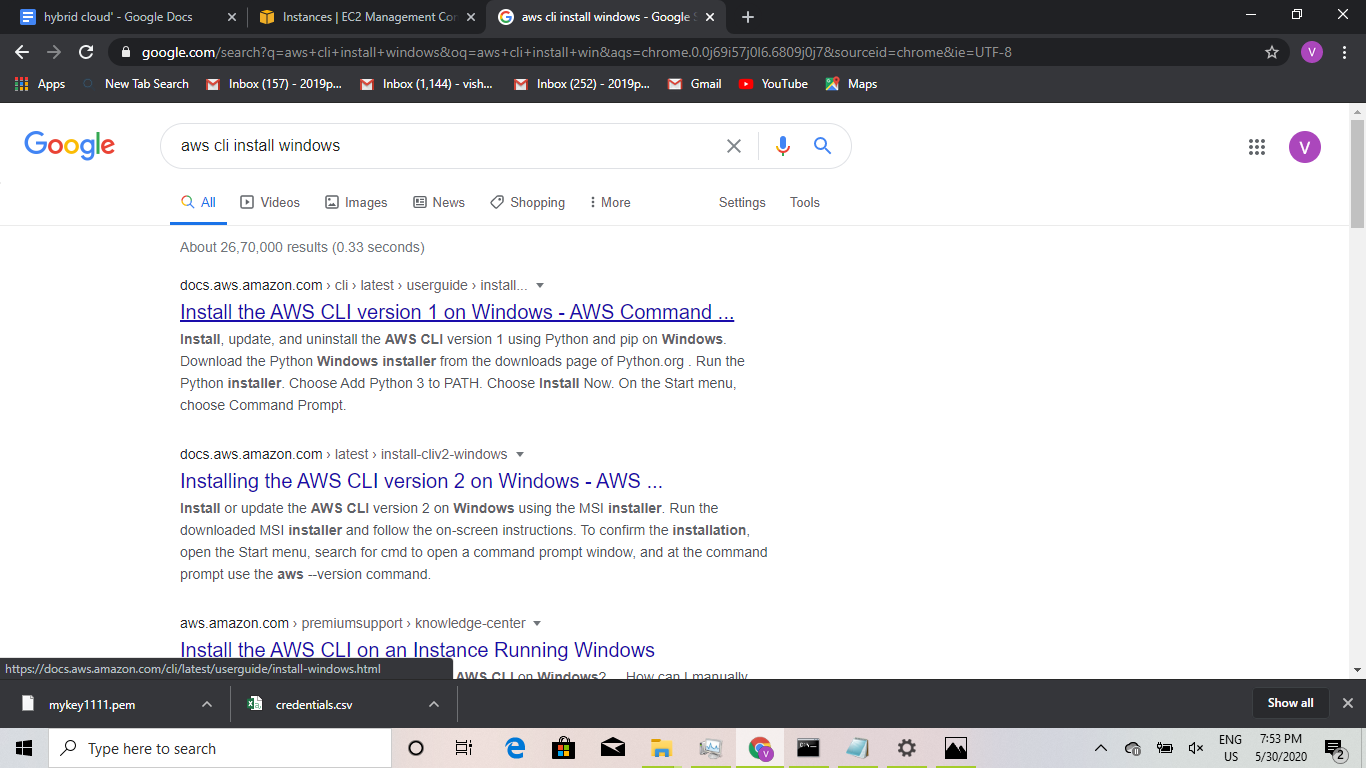 hybrid cloud' - Google Docs
Instances | EC2 Management Con
aws cli install windows - Google S
google.com/search?q=aws+cli+install+windows&oq=aws+cli+install+win&aqs=chrome.0.0j69i57j0l6.6809j0j7&sourceid=chrome&ie=UTF-8
V
Apps
New Tab Search
Inbox (157) - 2019p...
Inbox (1,144) - vish...
Inbox (252) - 2019p...
Gmail
YouTube
Maps
Google
aws cli install windows
V
All
Videos
Images
News
Shopping
More
Settings
Tools
About 26,70,000 results (0.33 seconds)
docs.aws.amazon.com › cli › latest › userguide › install...
Install the AWS CLI version 1 on Windows - AWS Command ...
Install, update, and uninstall the AWS CLI version 1 using Python and pip on Windows.
Download the Python Windows installer from the downloads page of Python.org . Run the
Python installer. Choose Add Python 3 to PATH. Choose Install Now. On the Start menu,
choose Command Prompt.
docs.aws.amazon.com › latest › install-cliv2-windows
Installing the AWS CLI version 2 on Windows - AWS ...
Install or update the AWS CLI version 2 on Windows using the MSI installer. Run the
downloaded MSI installer and follow the on-screen instructions. To confirm the installation,
open the Start menu, search for cmd to open a command prompt window, and at the command
prompt use the aws --version command.
aws.amazon.com › premiumsupport › knowledge-center
Install the AWS CLI on an Instance Running Windows
AWS CLI on Windows? ... How can I manually
https://docs.aws.amazon.com/cli/latest/userguide/install-windows.html
mykey1111.pem
credentials.csv
Show all
Type here to search
V
ENG
US
7:53 PM
5/30/2020
2